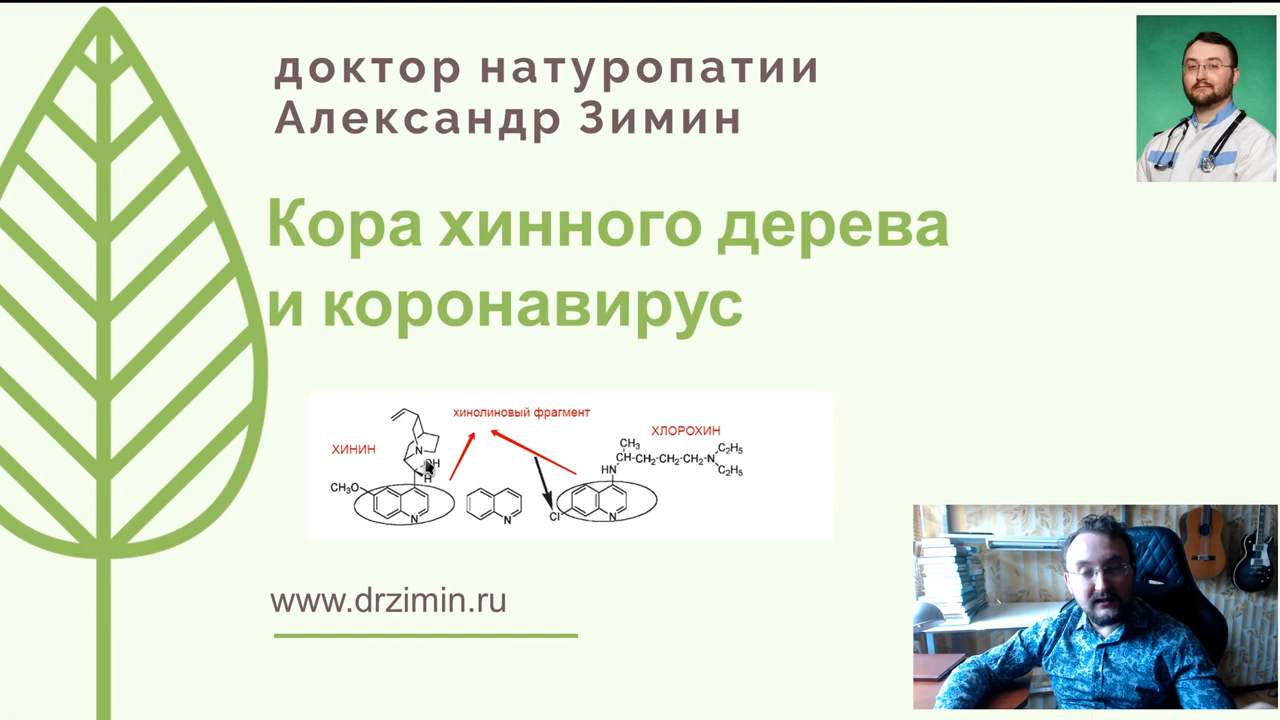 доктор натуропатии
Александр Зимин
Кора хинного дерева
и коронавирус
хинолиновый фрагмент
ХИНИН
ХЛОРОХИН
CH₃
C₂H₅
CH-CH₂-CH₂-CH₂-N
C₂H₅
HN
H
CH₃O
N
N
N
Cl
N
www.drzimin.ru